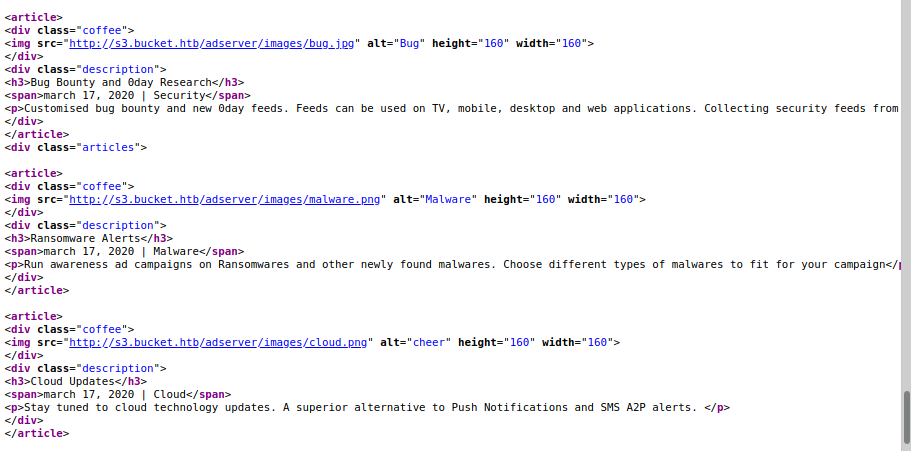 <article>
<div class="coffee">
<img src="http://s3.bucket.htb/adserver/images/bug.jpg" alt="Bug" height="160" width="160">
</div>
<div class="description">
<h3>Bug Bounty and 0day Research</h3>
<span>march 17, 2020 | Security</span>
<p>Customised bug bounty and new 0day feeds. Feeds can be used on TV, mobile, desktop and web applications. Collecting security feeds from
</div>
</article>
<div class="articles">
<article>
<div class="coffee">
<img src="http://s3.bucket.htb/adserver/images/malware.png" alt="Malware" height="160" width="160">
</div>
<div class="description">
<h3>Ransomware Alerts</h3>
<span>march 17, 2020 | Malware</span>
<p>Run awareness ad campaigns on Ransomwares and other newly found malwares. Choose different types of malwares to fit for your campaign</p
</div>
</article>
<article>
<div class="coffee">
<img src="http://s3.bucket.htb/adserver/images/cloud.png" alt="cheer" height="160" width="160">
</div>
<div class="description">
<h3>Cloud Updates</h3>
<span>march 17, 2020 | Cloud</span>
<p>Stay tuned to cloud technology updates. A superior alternative to Push Notifications and SMS A2P alerts. </p>
</div>
</article>